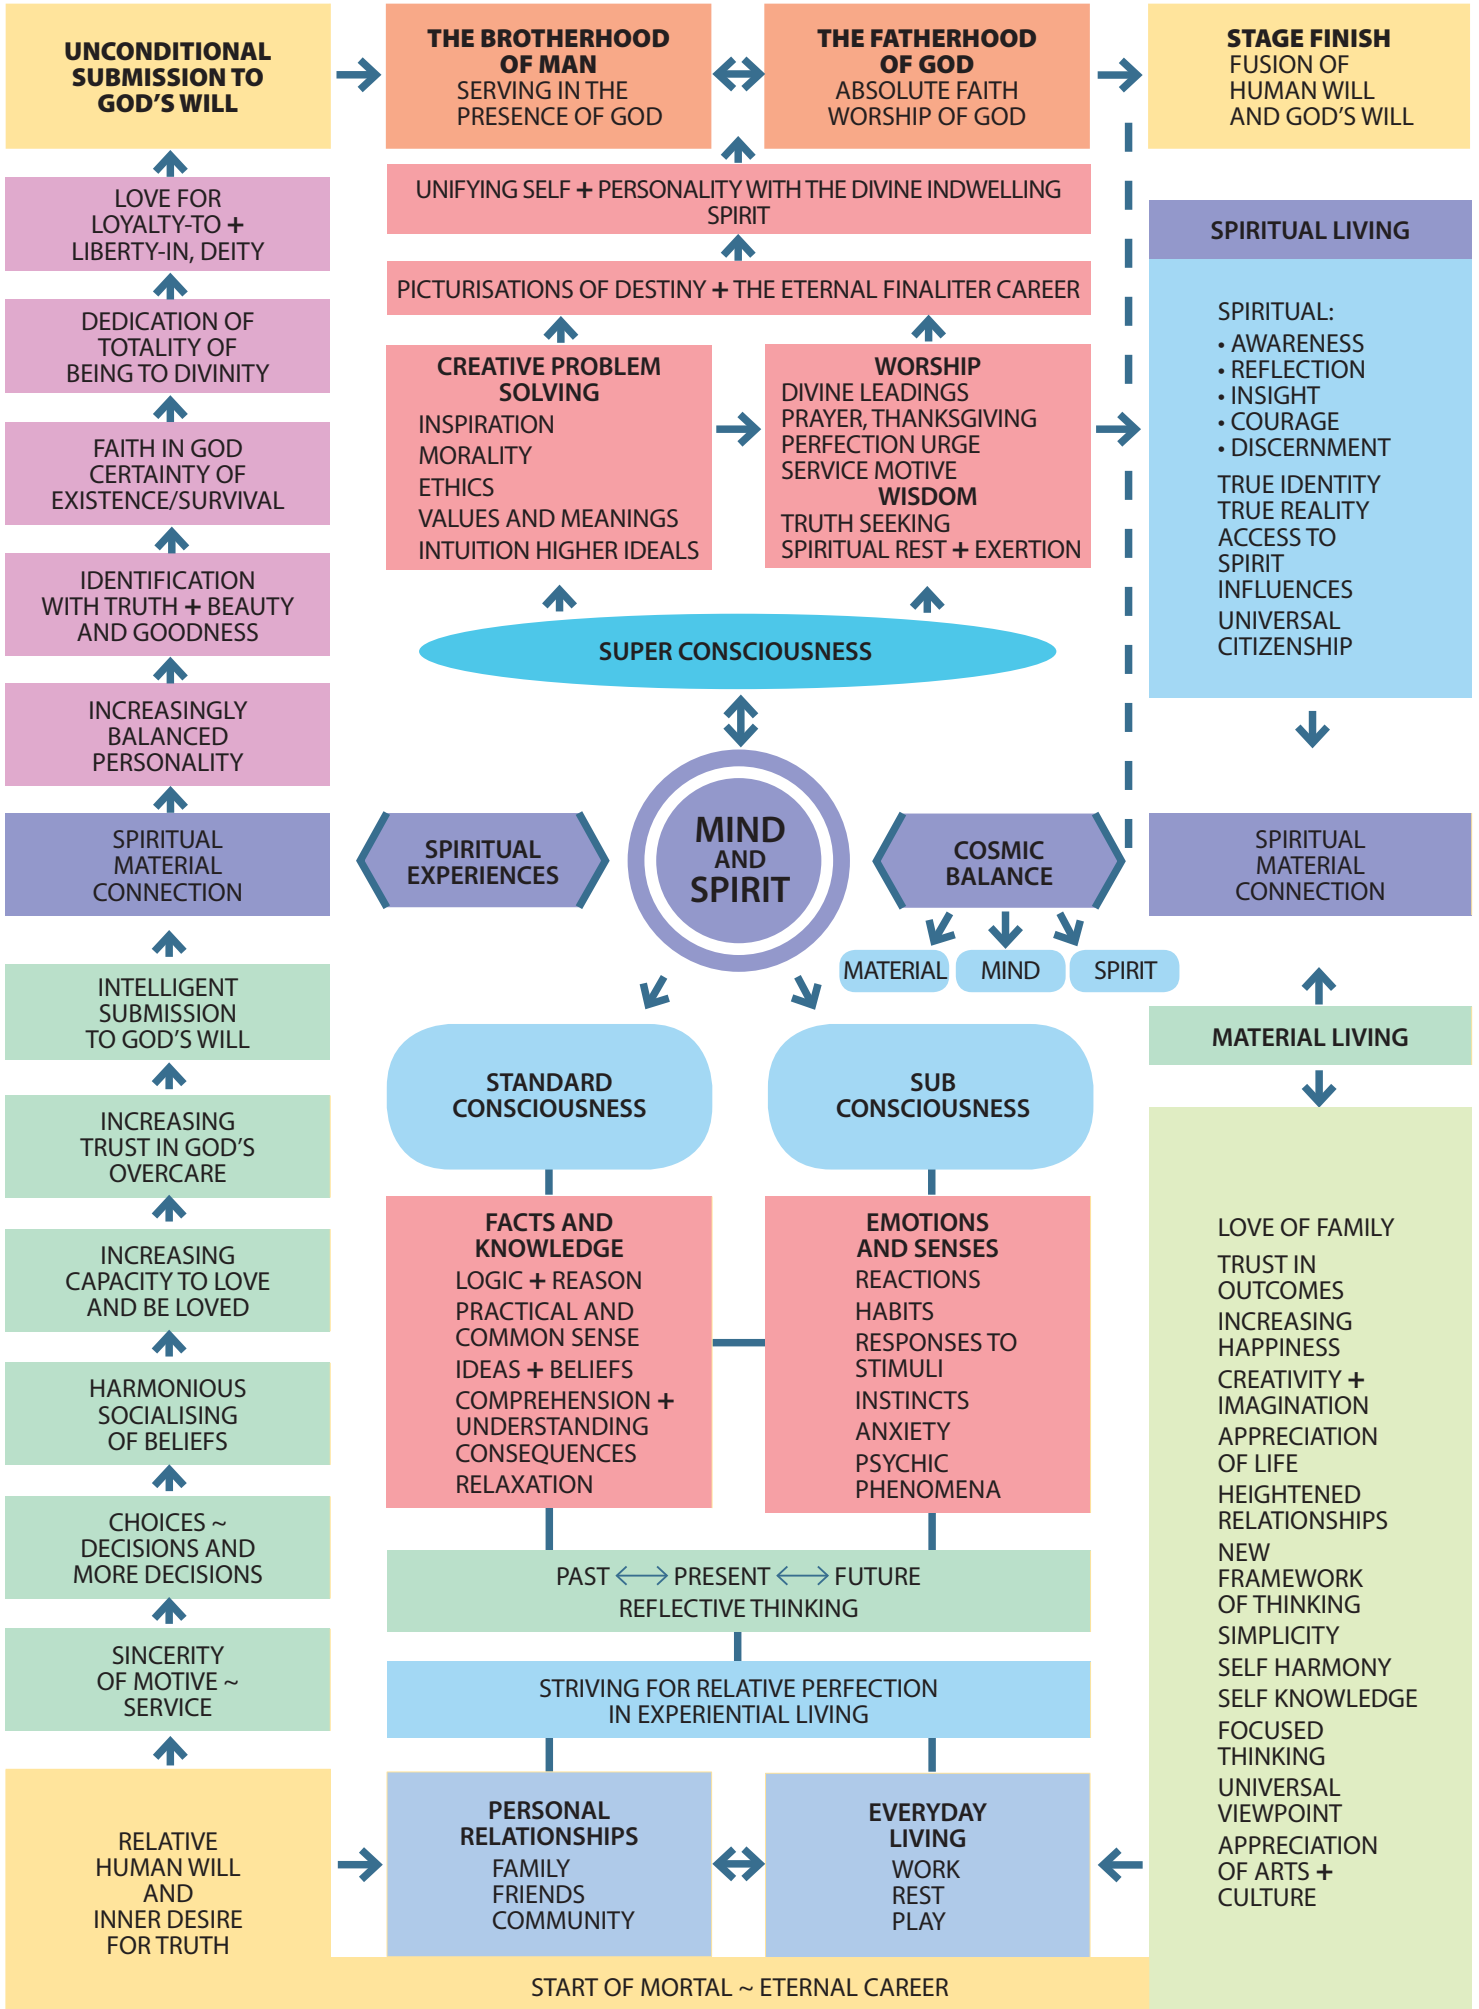 UNCONDITIONAL
SUBMISSION TO
GOD'S WILL
THE BROTHERHOOD
OF MAN
SERVING IN THE
PRESENCE OF GOD
THE FATHERHOOD
OF GOD
ABSOLUTE FAITH
WORSHIP OF GOD
STAGE FINISH
FUSION OF
HUMAN WILL
AND GOD'S WILL
LOVE FOR
LOYALTY-TO +
LIBERTY-IN, DEITY
DEDICATION OF
TOTALITY OF
BEING TO DIVINITY
FAITH IN GOD
CERTAINTY OF
EXISTENCE/SURVIVAL
IDENTIFICATION
WITH TRUTH + BEAUTY
AND GOODNESS
INCREASINGLY
BALANCED
PERSONALITY
SPIRITUAL
MATERIAL
CONNECTION
INTELLIGENT
SUBMISSION
TO GOD'S WILL
INCREASING
TRUST IN GOD'S
OVERCARE
INCREASING
CAPACITY TO LOVE
AND BE LOVED
HARMONIOUS
SOCIALISING
OF BELIEFS
CHOICES ~
DECISIONS AND
MORE DECISIONS
SINCERITY
OF MOTIVE ~
SERVICE
RELATIVE
HUMAN WILL
AND
INNER DESIRE
FOR TRUTH
UNIFYING SELF + PERSONALITY WITH THE DIVINE INDWELLING
SPIRIT
PICTURISATIONS OF DESTINY + THE ETERNAL FINALITER CAREER
CREATIVE PROBLEM
SOLVING
INSPIRATION
MORALITY
ETHICS
VALUES AND MEANINGS
INTUITION HIGHER IDEALS
WORSHIP
DIVINE LEADINGS
PRAYER, THANKSGIVING
PERFECTION URGE
SERVICE MOTIVE
WISDOM
TRUTH SEEKING
SPIRITUAL REST + EXERTION
SUPER CONSCIOUSNESS
SPIRITUAL
EXPERIENCES
MIND
AND
SPIRIT
COSMIC
BALANCE
MATERIAL
MIND
SPIRIT
STANDARD
CONSCIOUSNESS
SUB
CONSCIOUSNESS
FACTS AND
KNOWLEDGE
LOGIC + REASON
PRACTICAL AND
COMMON SENSE
IDEAS + BELIEFS
COMPREHENSION +
UNDERSTANDING
CONSEQUENCES
RELAXATION
EMOTIONS
AND SENSES
REACTIONS
HABITS
RESPONSES TO
STIMULI
INSTINCTS
ANXIETY
PSYCHIC
PHENOMENA
PAST ⟷ PRESENT ⟷ FUTURE
REFLECTIVE THINKING
STRIVING FOR RELATIVE PERFECTION
IN EXPERIENTIAL LIVING
PERSONAL
RELATIONSHIPS
FAMILY
FRIENDS
COMMUNITY
EVERYDAY
LIVING
WORK
REST
PLAY
START OF MORTAL ~ ETERNAL CAREER
SPIRITUAL LIVING
SPIRITUAL:
• AWARENESS
• REFLECTION
• INSIGHT
• COURAGE
• DISCERNMENT
TRUE IDENTITY
TRUE REALITY
ACCESS TO
SPIRIT
INFLUENCES
UNIVERSAL
CITIZENSHIP
SPIRITUAL
MATERIAL
CONNECTION
MATERIAL LIVING
LOVE OF FAMILY
TRUST IN
OUTCOMES
INCREASING
HAPPINESS
CREATIVITY +
IMAGINATION
APPRECIATION
OF LIFE
HEIGHTENED
RELATIONSHIPS
NEW
FRAMEWORK
OF THINKING
SIMPLICITY
SELF HARMONY
SELF KNOWLEDGE
FOCUSED
THINKING
UNIVERSAL
VIEWPOINT
APPRECIATION
OF ARTS +
CULTURE